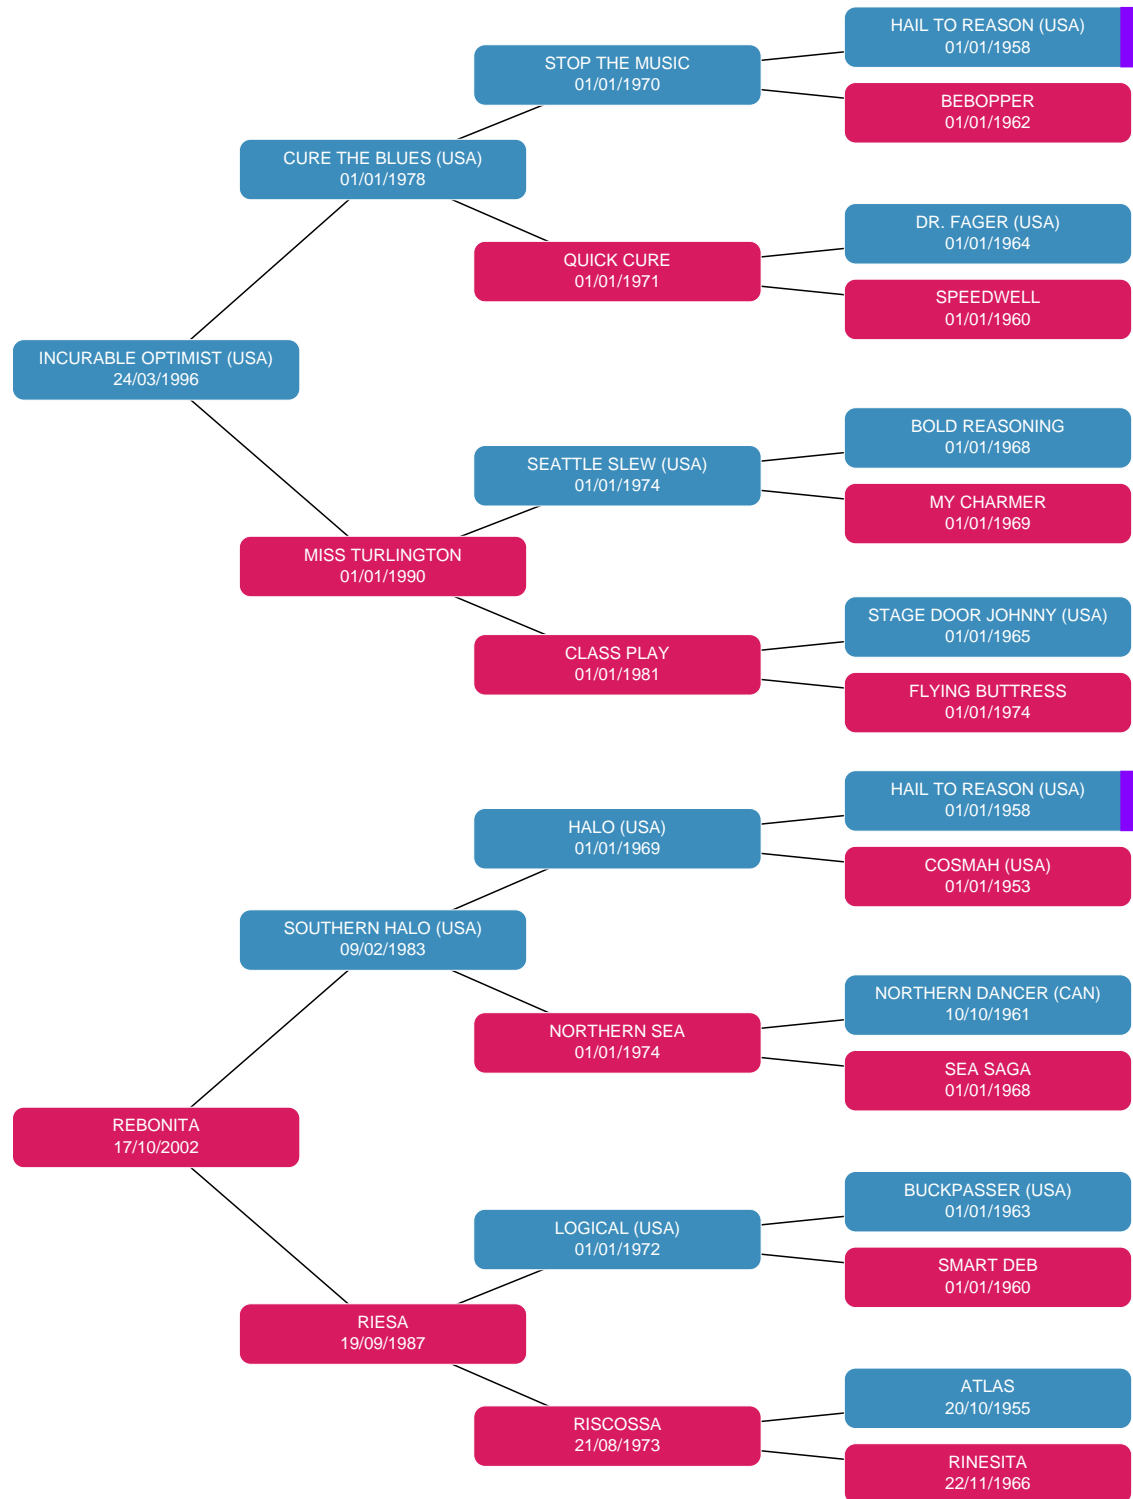 HAIL TO REASON (USA)
01/01/1958
STOP THE MUSIC
01/01/1970
BEBOPPER
01/01/1962
CURE THE BLUES (USA)
01/01/1978
DR. FAGER (USA)
01/01/1964
QUICK CURE
01/01/1971
SPEEDWELL
01/01/1960
INCURABLE OPTIMIST (USA)
24/03/1996
BOLD REASONING
01/01/1968
SEATTLE SLEW (USA)
01/01/1974
MY CHARMER
01/01/1969
MISS TURLINGTON
01/01/1990
STAGE DOOR JOHNNY (USA)
01/01/1965
CLASS PLAY
01/01/1981
FLYING BUTTRESS
01/01/1974
HAIL TO REASON (USA)
01/01/1958
HALO (USA)
01/01/1969
COSMAH (USA)
01/01/1953
SOUTHERN HALO (USA)
09/02/1983
NORTHERN DANCER (CAN)
10/10/1961
NORTHERN SEA
01/01/1974
SEA SAGA
01/01/1968
REBONITA
17/10/2002
BUCKPASSER (USA)
01/01/1963
LOGICAL (USA)
01/01/1972
SMART DEB
01/01/1960
RIESA
19/09/1987
ATLAS
20/10/1955
RISCOSSA
21/08/1973
RINESITA
22/11/1966